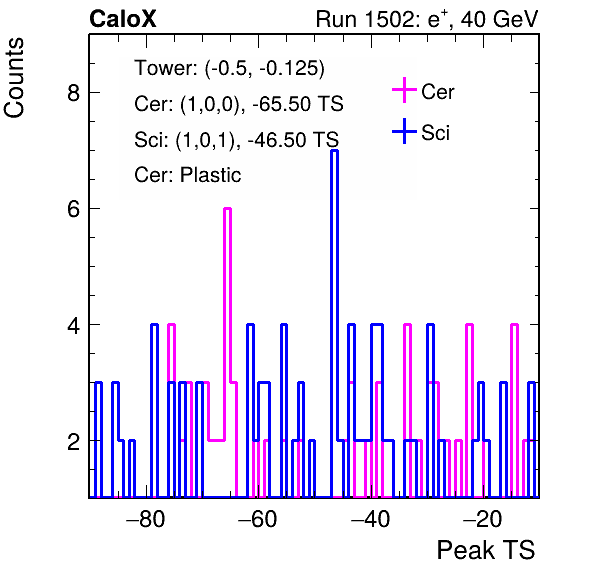 CaloX Run 1502: e⁺, 40 GeV
Counts
Tower: (-0.5, -0.125)
Cer: (1,0,0), -65.50 TS
Sci: (1,0,1), -46.50 TS
Cer: Plastic
Cer
Sci
8
6
4
2
−80 −60 −40 −20
Peak TS